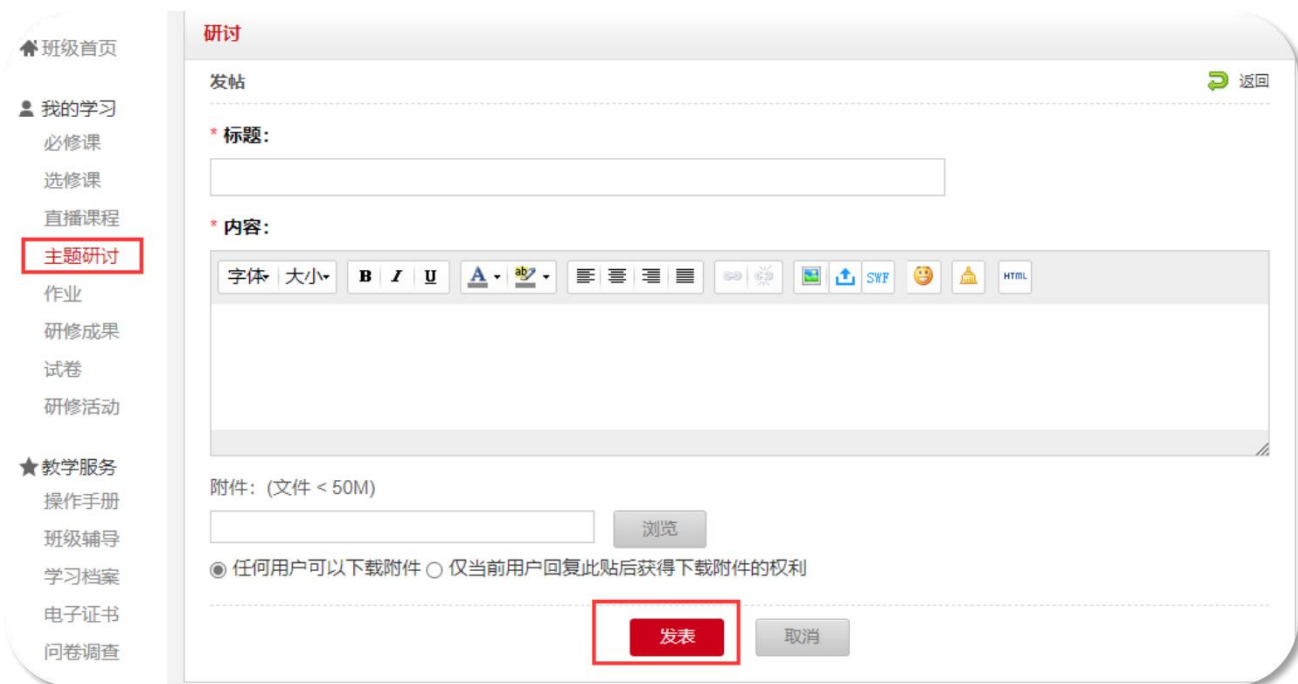 班级首页
我的学习
必修课
选修课
直播课程
主题研讨
作业
研修成果
试卷
研修活动
教学服务
操作手册
班级辅导
学习档案
电子证书
问卷调查
研讨
发帖
返回
* 标题:
* 内容:
字体 大小 B I U A ab SWF HTML
附件: (文件 < 50M)
浏览
任何用户可以下载附件 仅当前用户回复此贴后获得下载附件的权利
发表 取消